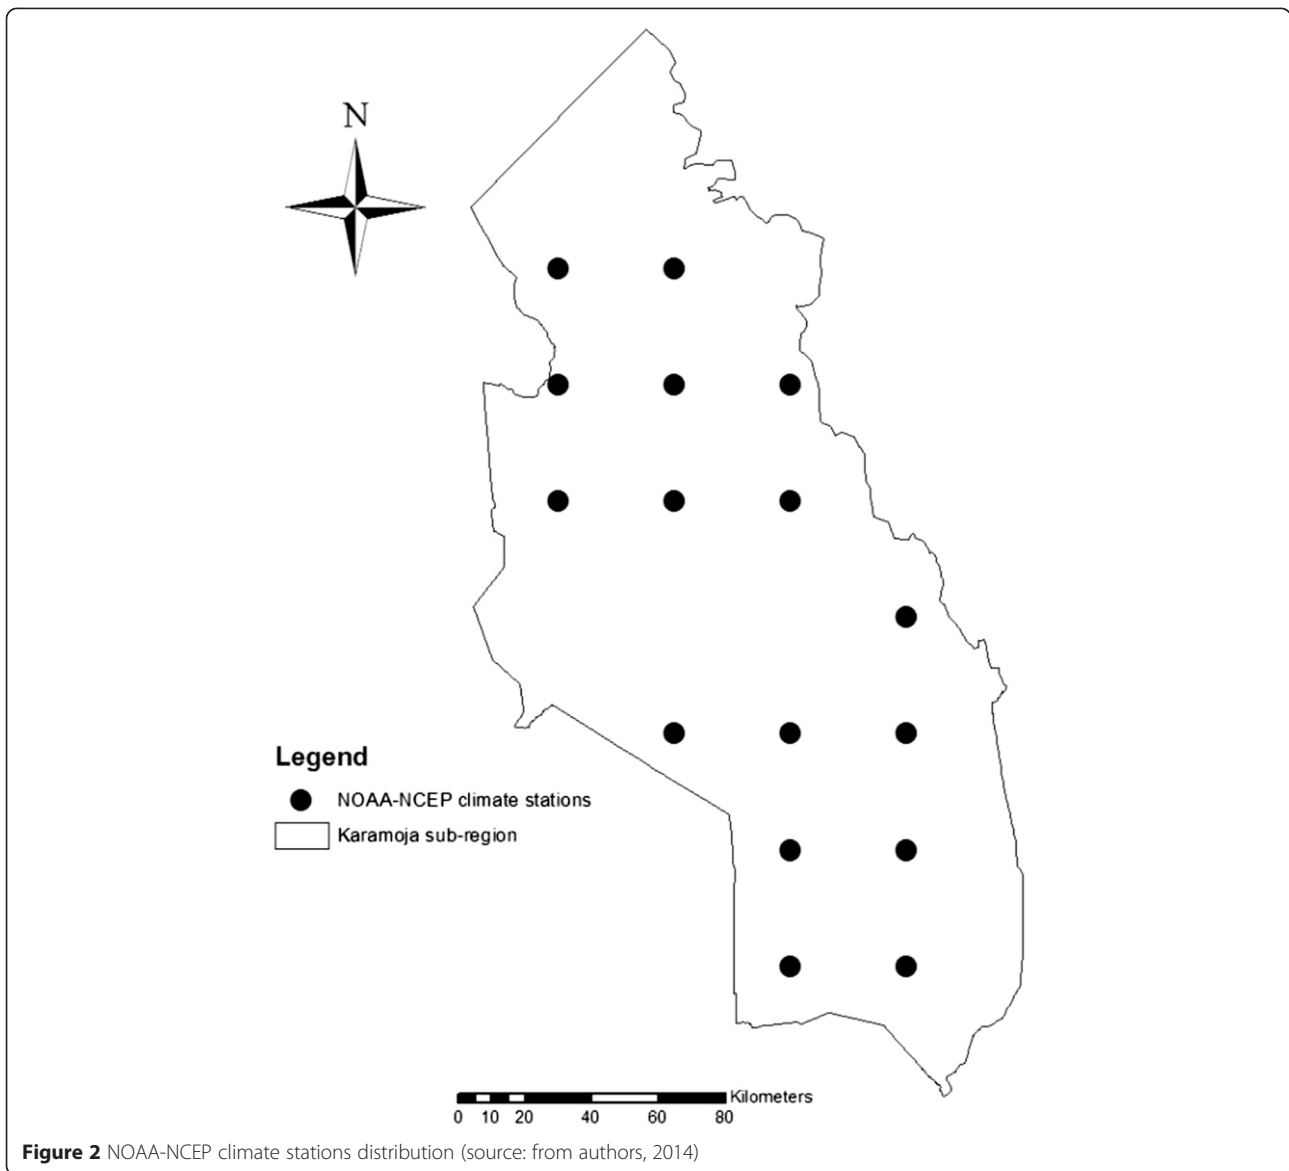 N
Legend
NOAA-NCEP climate stations
Karamoja sub-region
Kilometers
0 10 20 40 60 80
Figure 2 NOAA-NCEP climate stations distribution (source: from authors, 2014)